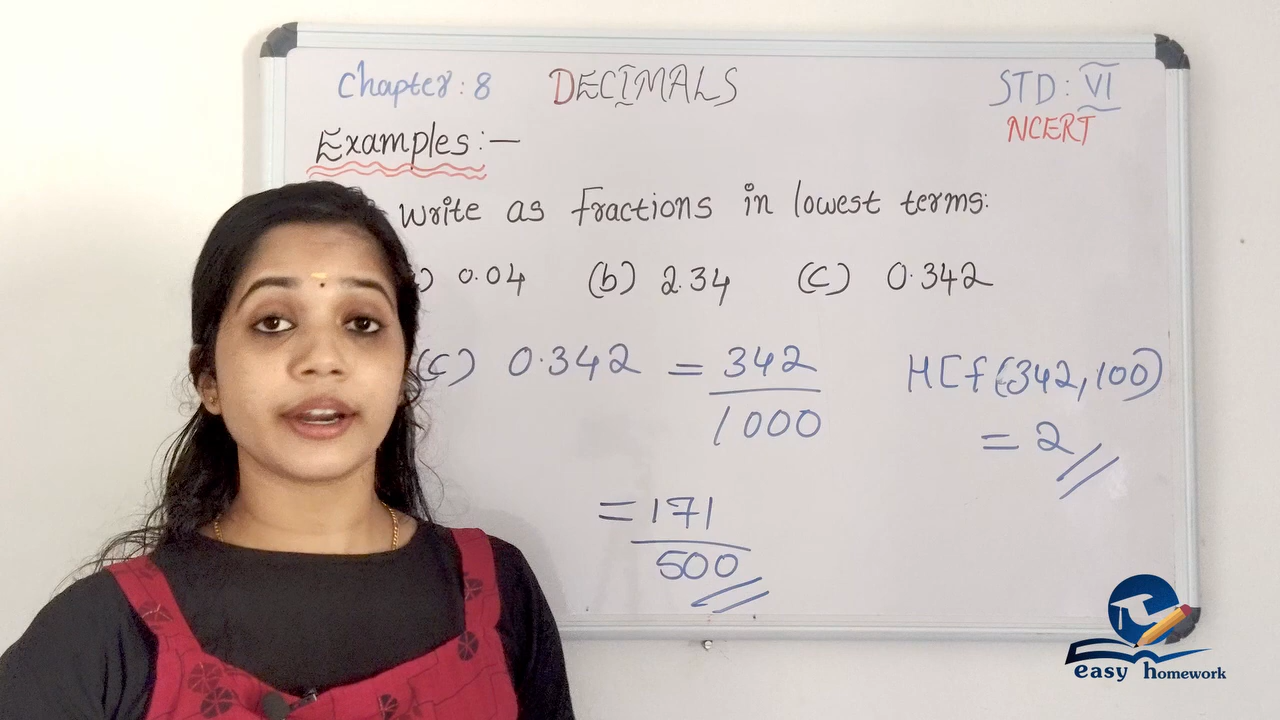 Chapter: 8 DECIMALS STD: VI
NCERT
Examples:-
Write as fractions in lowest terms:
) 0.04 (b) 2.34 (c) 0.342
(c) 0.342 = 342/1000 HCf(342,100)
= 2
= 171/500
easy homework